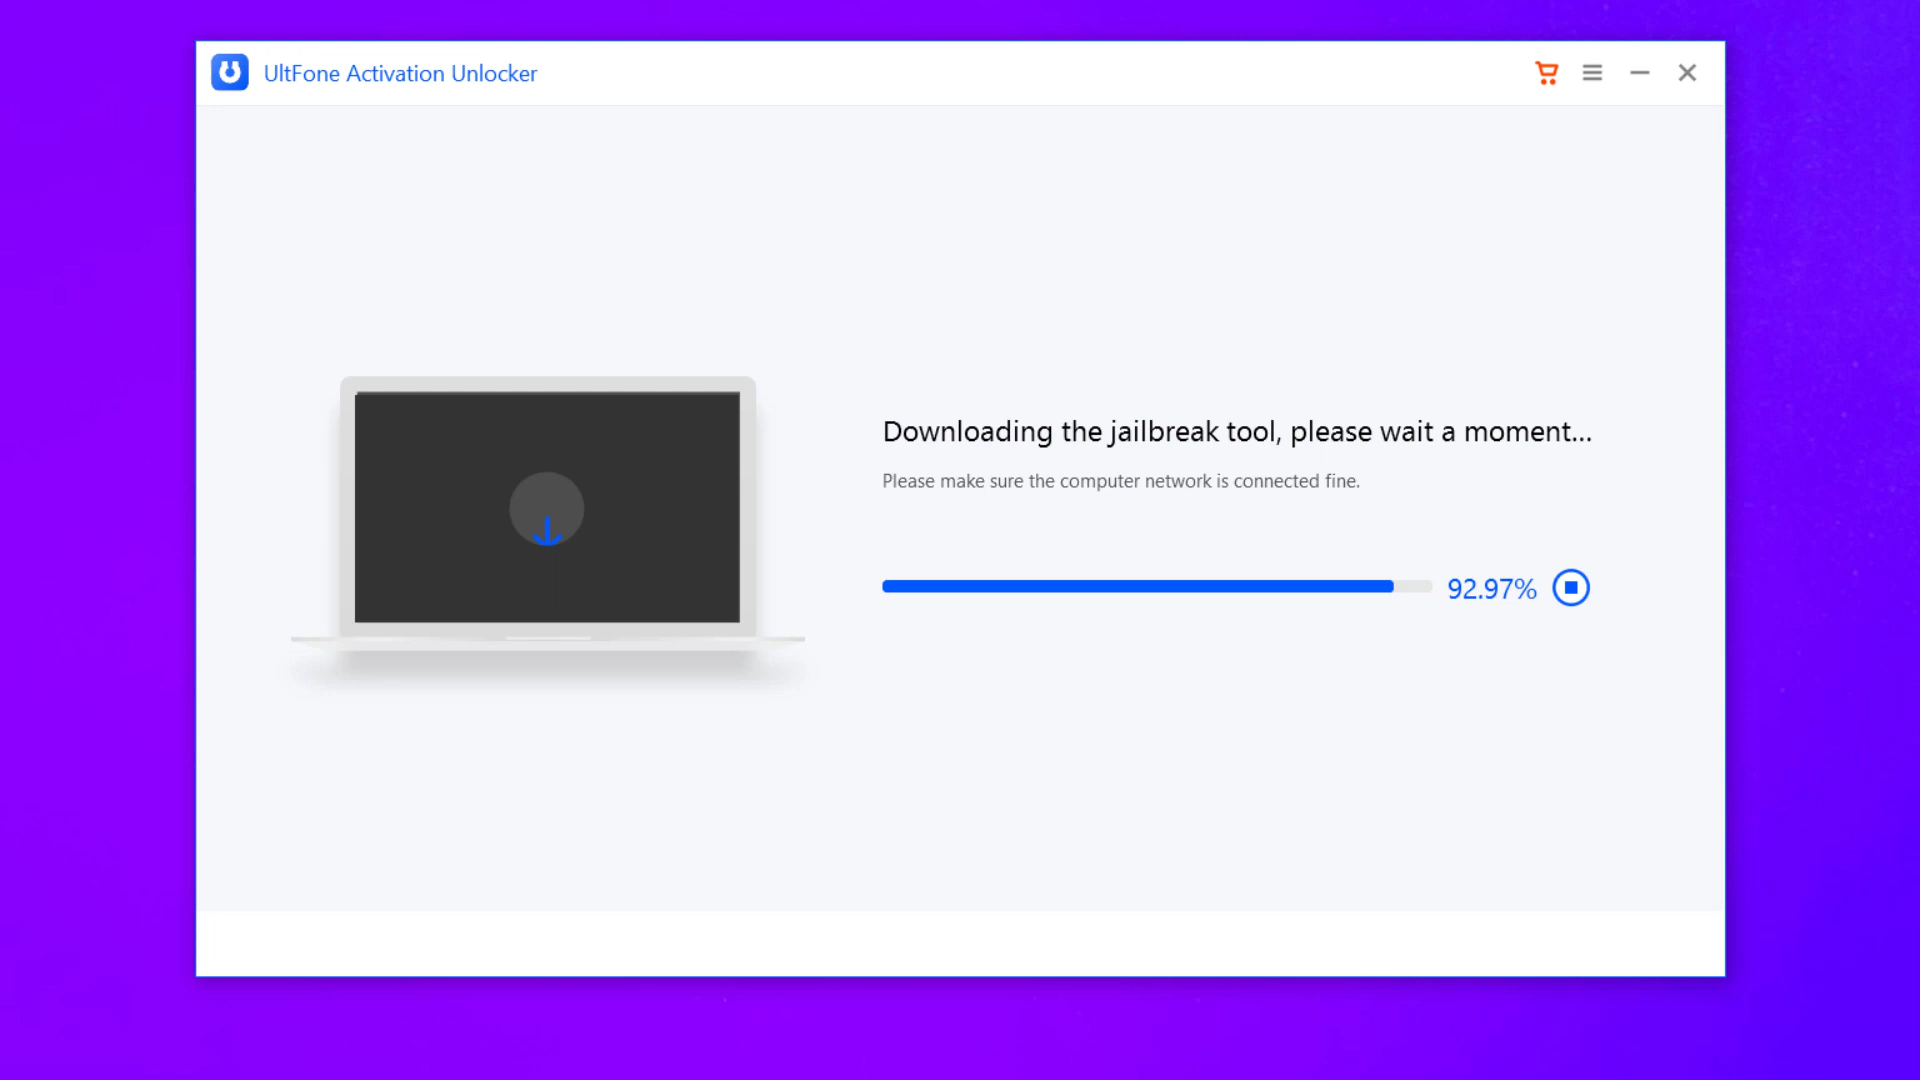 UltFone Activation Unlocker
Downloading the jailbreak tool, please wait a moment...
Please make sure the computer network is connected fine.
92.97%